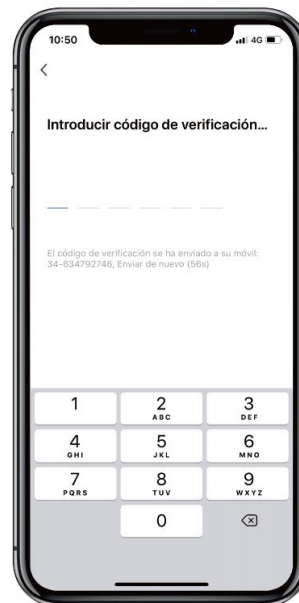 10:50
4G
Introducir código de verificación...
El código de verificación se ha enviado a su móvil:
34-634792746, Enviar de nuevo (56s)
1 2 3
ABC DEF
4 5 6
GHI JKL MNO
7 8 9
PQRS TUV WXYZ
0